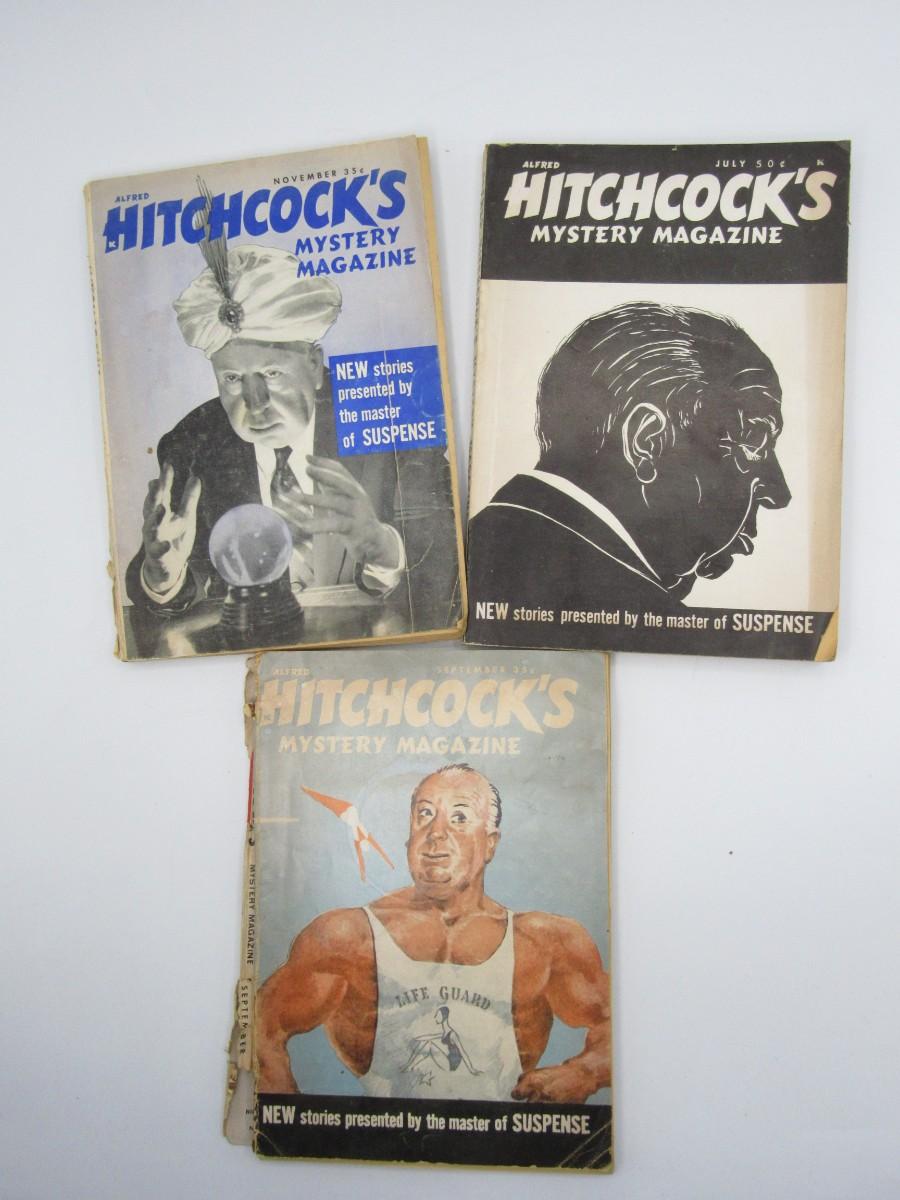 NOVEMBER 35¢
ALFRED
HITCHCOCK'S
MYSTERY
MAGAZINE
NEW stories
presented by
the master
of SUSPENSE
ALFRED
JULY 50¢
K
HITCHCOCK'S
MYSTERY MAGAZINE
NEW stories presented by the master of SUSPENSE
ALFRED
SEPTEMBER 35¢
HITCHCOCK'S
MYSTERY MAGAZINE
LIFE GUARD
NEW stories presented by the master of SUSPENSE
MYSTERY MAGAZINE
SEPTEMBER